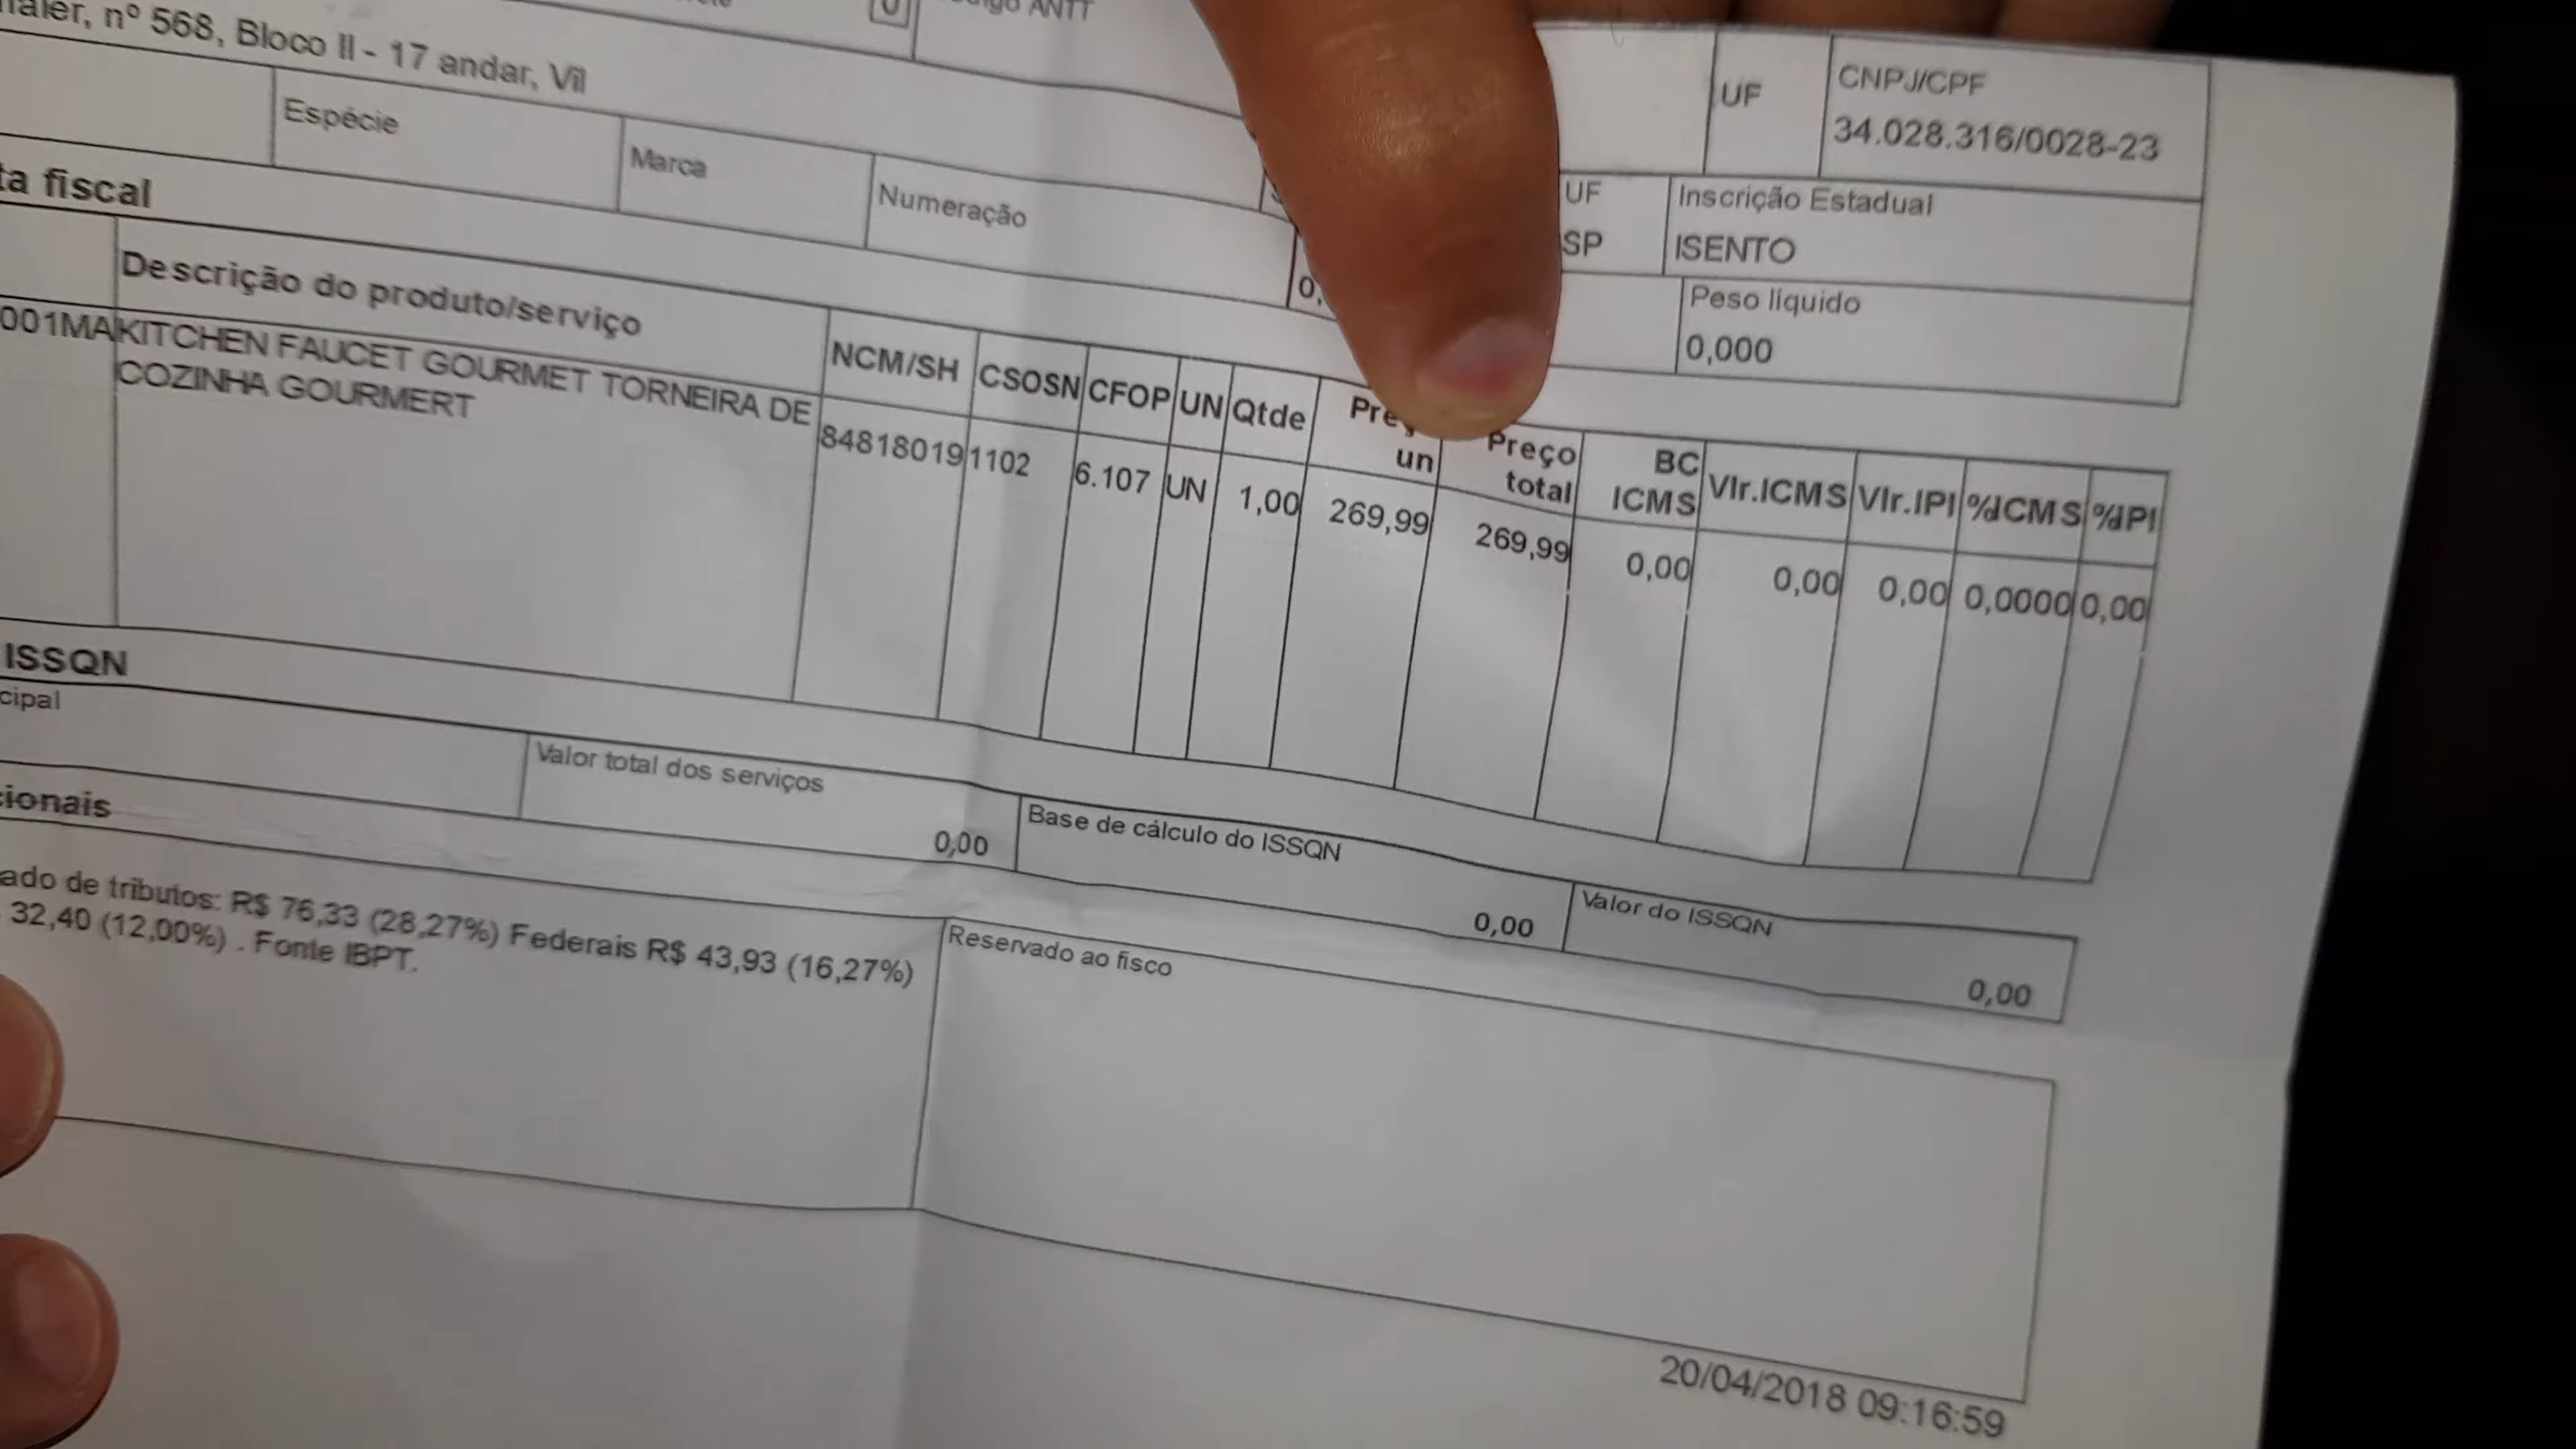 nº 568, Bloco II - 17 andar, Vil
ANTT
0
UF
CNPJ/CPF
34.028.316/0028-23
Espécie
Marca
Numeração
0,
UF
SP
Inscrição Estadual
ISENTO
Peso líquido
0,000
ta fiscal
Descrição do produto/serviço
NCM/SH CSOSN CFOP UN Qtde Preç un Preço total BC ICMS Vlr.ICMS Vlr.IPI %ICMS %IPI
001MA KITCHEN FAUCET GOURMET TORNEIRA DE
COZINHA GOURMERT
84818019 1102 6.107 UN 1,00 269,99 269,99 0,00 0,00 0,00 0,0000 0,00
ISSQN
cipal
Valor total dos serviços
0,00
Base de cálculo do ISSQN
0,00
Valor do ISSQN
0,00
cionais
ado de tributos: R$ 76,33 (28,27%) Federais R$ 43,93 (16,27%)
32,40 (12,00%) . Fonte IBPT.
Reservado ao fisco
20/04/2018 09:16:59